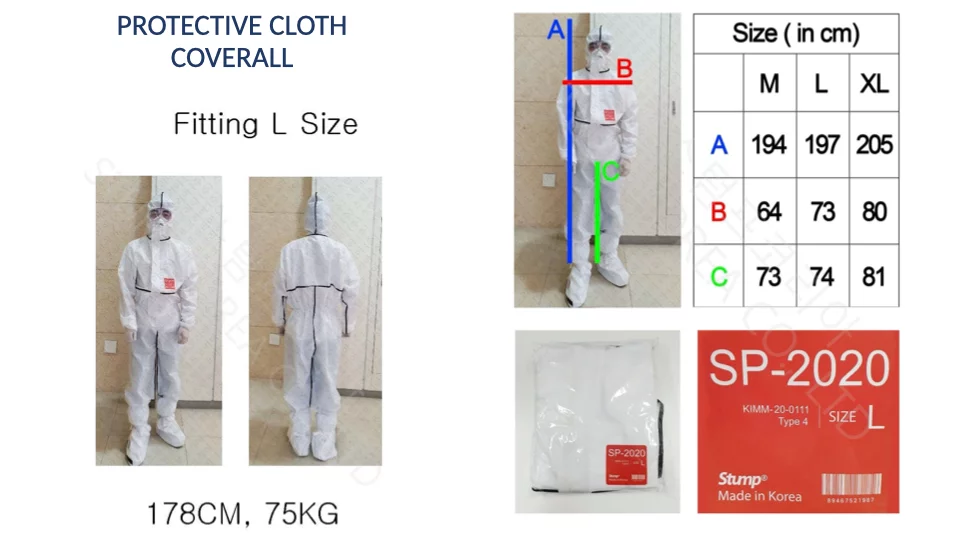 PROTECTIVE CLOTH
COVERALL
Fitting L Size
178CM, 75KG
A
B
C
Size ( in cm)
M L XL
A 194 197 205
B 64 73 80
C 73 74 81
SP-2020
L
Stump®
SP-2020
KIMM-20-0111
Type 4
SIZE L
Stump®
Made in Korea